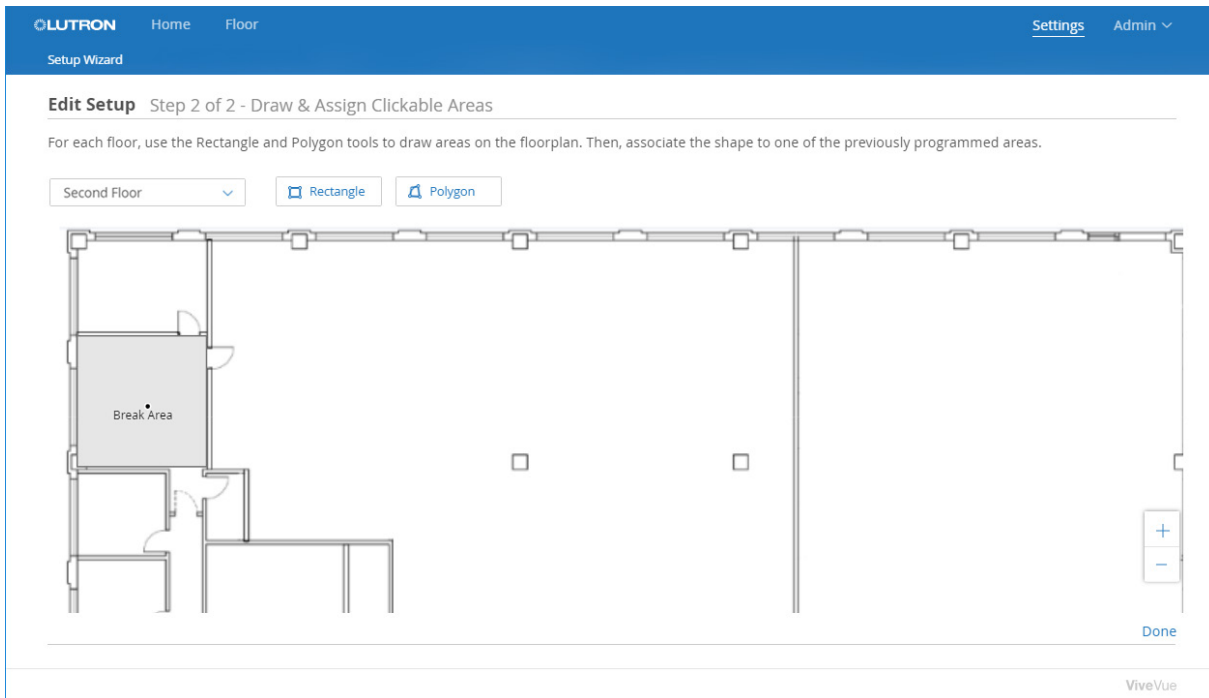 LUTRON Home Floor Settings Admin
Setup Wizard
Edit Setup Step 2 of 2 - Draw & Assign Clickable Areas
For each floor, use the Rectangle and Polygon tools to draw areas on the floorplan. Then, associate the shape to one of the previously programmed areas.
Second Floor Rectangle Polygon
Break Area
+
−
Done
ViveVue